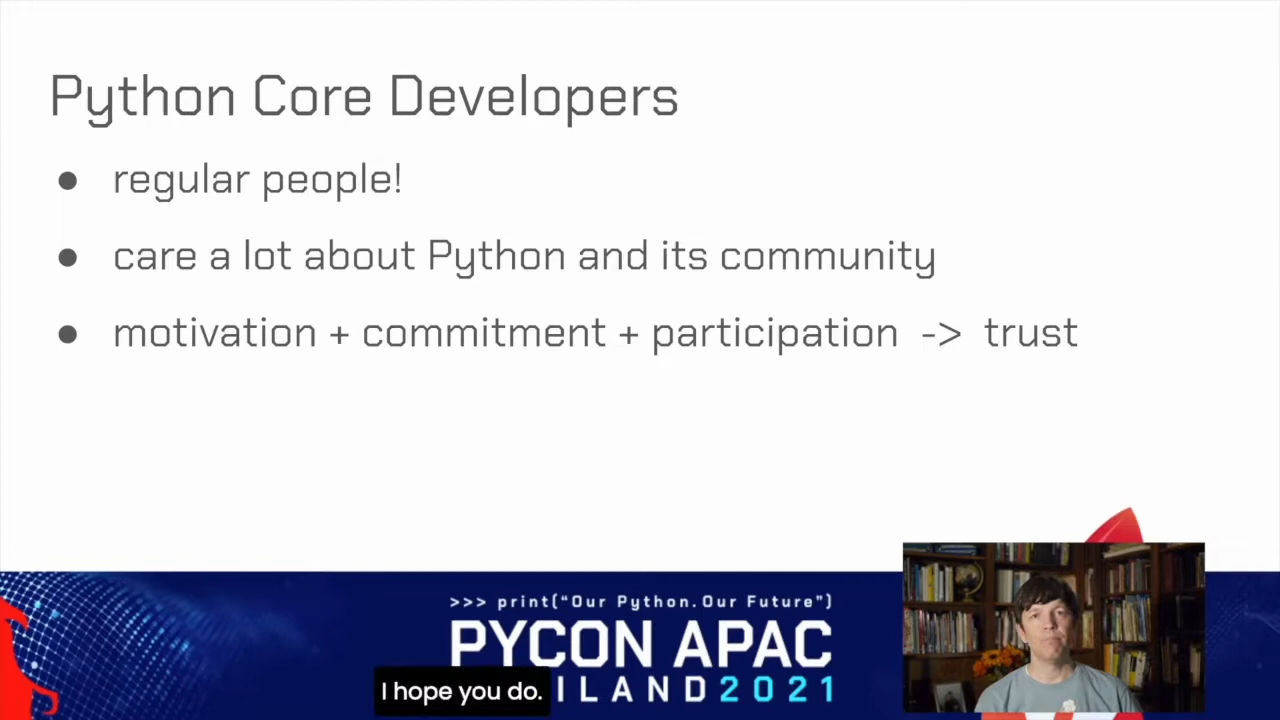 Python Core Developers
● regular people!
● care a lot about Python and its community
● motivation + commitment + participation -> trust
>>> print("Our Python.Our Future")
PYCON APAC
I hope you do.
ILAND 2021